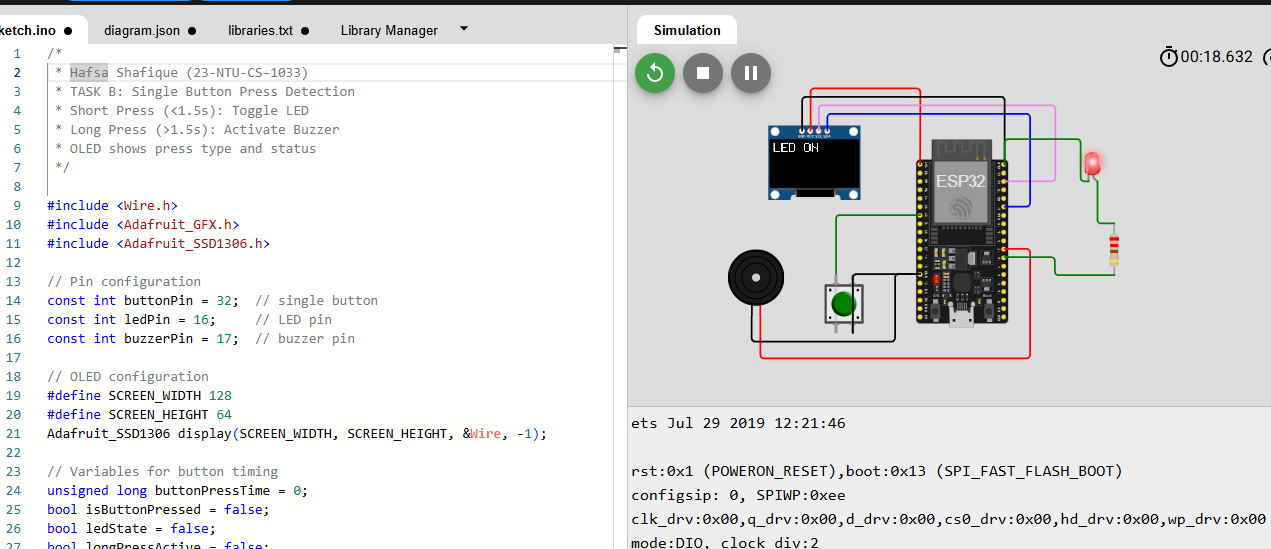 ketch.ino ● diagram.json ● libraries.txt ● Library Manager
1 /*
2 * Hafsa Shafique (23-NTU-CS-1033)
3 * TASK B: Single Button Press Detection
4 * Short Press (<1.5s): Toggle LED
5 * Long Press (>1.5s): Activate Buzzer
6 * OLED shows press type and status
7 */
8
9 #include <Wire.h>
10 #include <Adafruit_GFX.h>
11 #include <Adafruit_SSD1306.h>
12
13 // Pin configuration
14 const int buttonPin = 32;  // single button
15 const int ledPin = 16;     // LED pin
16 const int buzzerPin = 17;  // buzzer pin
17
18 // OLED configuration
19 #define SCREEN_WIDTH 128
20 #define SCREEN_HEIGHT 64
21 Adafruit_SSD1306 display(SCREEN_WIDTH, SCREEN_HEIGHT, &Wire, -1);
22
23 // Variables for button timing
24 unsigned long buttonPressTime = 0;
25 bool isButtonPressed = false;
26 bool ledState = false;
27 bool longPressActive = false;
Simulation
00:18.632
GND VCC SCL SDA
LED ON
ESP32
ets Jul 29 2019 12:21:46
rst:0x1 (POWERON_RESET),boot:0x13 (SPI_FAST_FLASH_BOOT)
configsip: 0, SPIWP:0xee
clk_drv:0x00,q_drv:0x00,d_drv:0x00,cs0_drv:0x00,hd_drv:0x00,wp_drv:0x00
mode:DIO, clock div:2